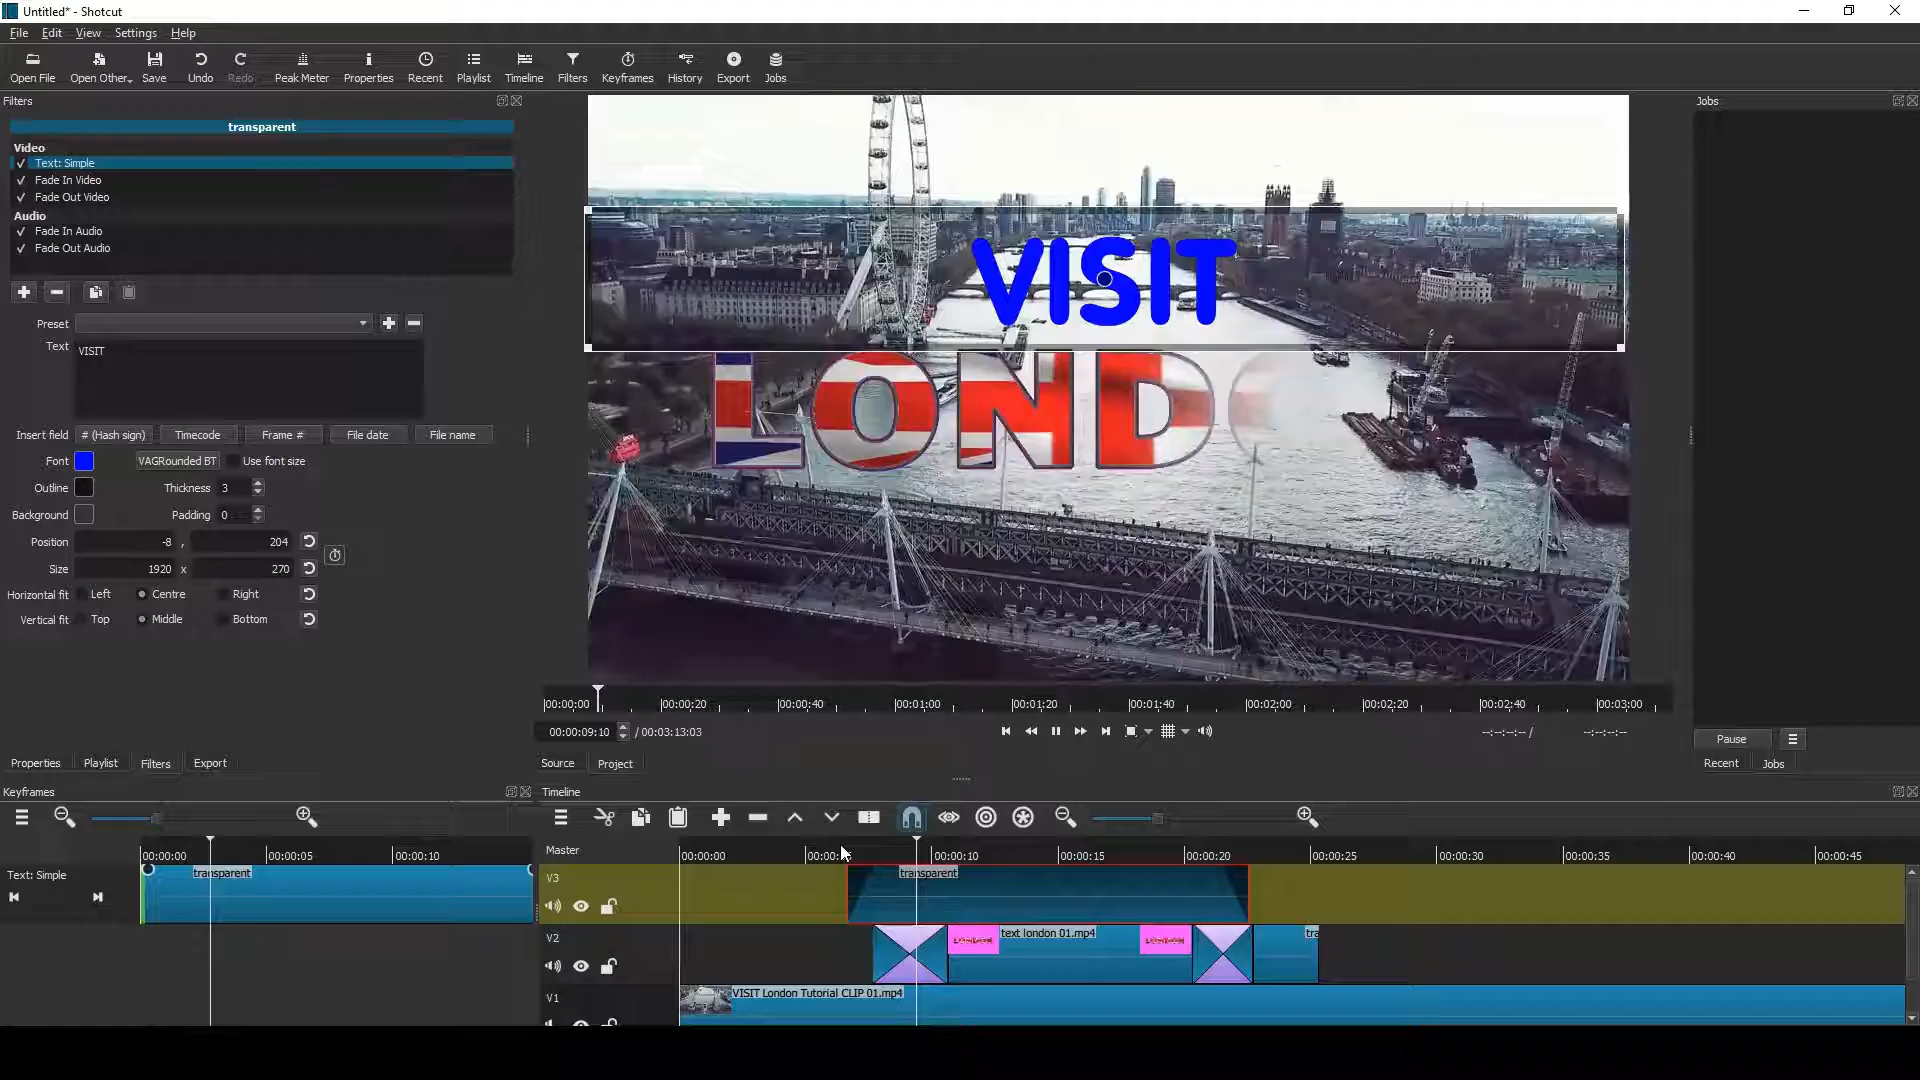 Untitled* - Shotcut
File Edit View Settings Help
Open File Open Other Save Undo Redo Peak Meter Properties Recent Playlist Timeline Filters Keyframes History Export Jobs
Filters
Jobs
transparent
Video
Text: Simple
Fade In Video
Fade Out Video
Audio
Fade In Audio
Fade Out Audio
Preset
Text VISIT
Insert field # (Hash sign) Timecode Frame # File date File name
Font VAGRounded BT Use font size
Outline Thickness 3
Background Padding 0
Position -8 , 204
Size 1920 x 270
Horizontal fit Left Centre Right
Vertical fit Top Middle Bottom
VISIT
LONDO
00:00:00 00:00:20 00:00:40 00:01:00 00:01:20 00:01:40 00:02:00 00:02:20 00:02:40 00:03:00
00:00:09:10 / 00:03:13:03 --:--:--:-- / --:--:--:--
Pause
Properties Playlist Filters Export
Source Project
Recent Jobs
Keyframes
Timeline
00:00:00 00:00:05 00:00:10
Text: Simple
transparent
Master
00:00:00 00:00:10 00:00:15 00:00:20 00:00:25 00:00:30 00:00:35 00:00:40 00:00:45
V3
transparent
V2
LONDON text london 01.mp4 LONDON tra
V1
VISIT London Tutorial CLIP 01.mp4